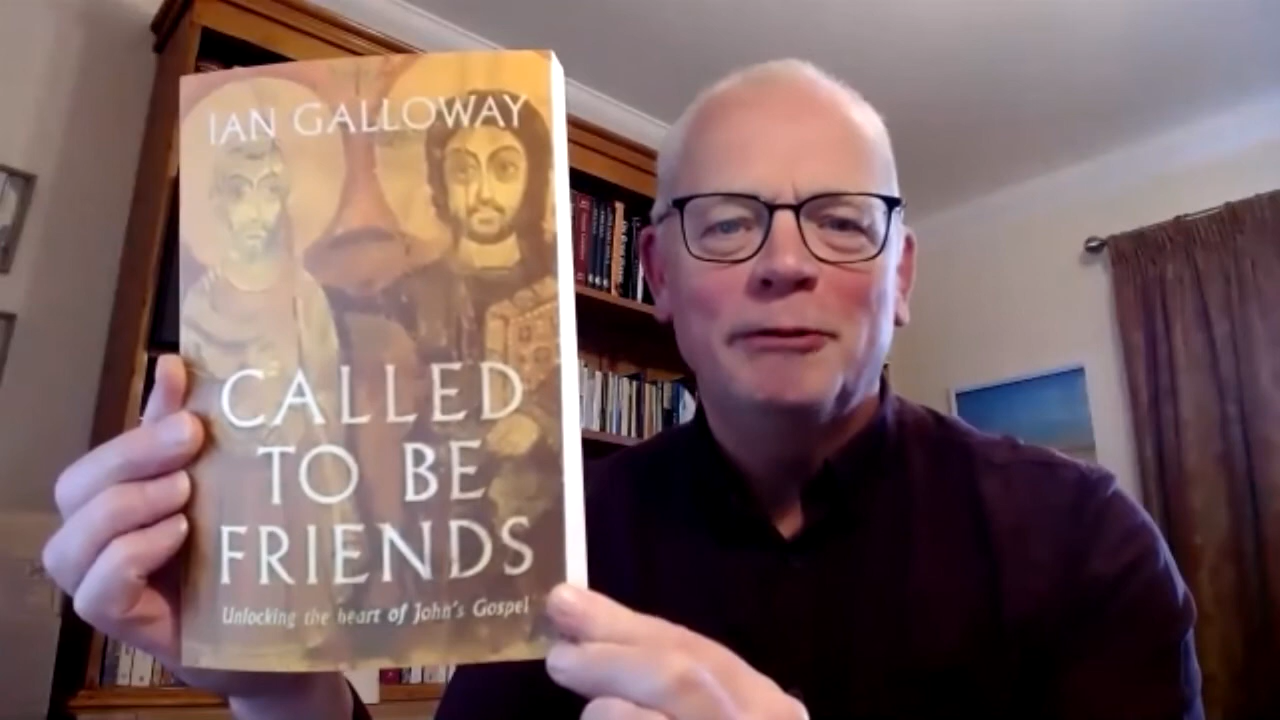 IAN GALLOWAY
CALLED
TO BE
FRIENDS
Unlocking the heart of John's Gospel